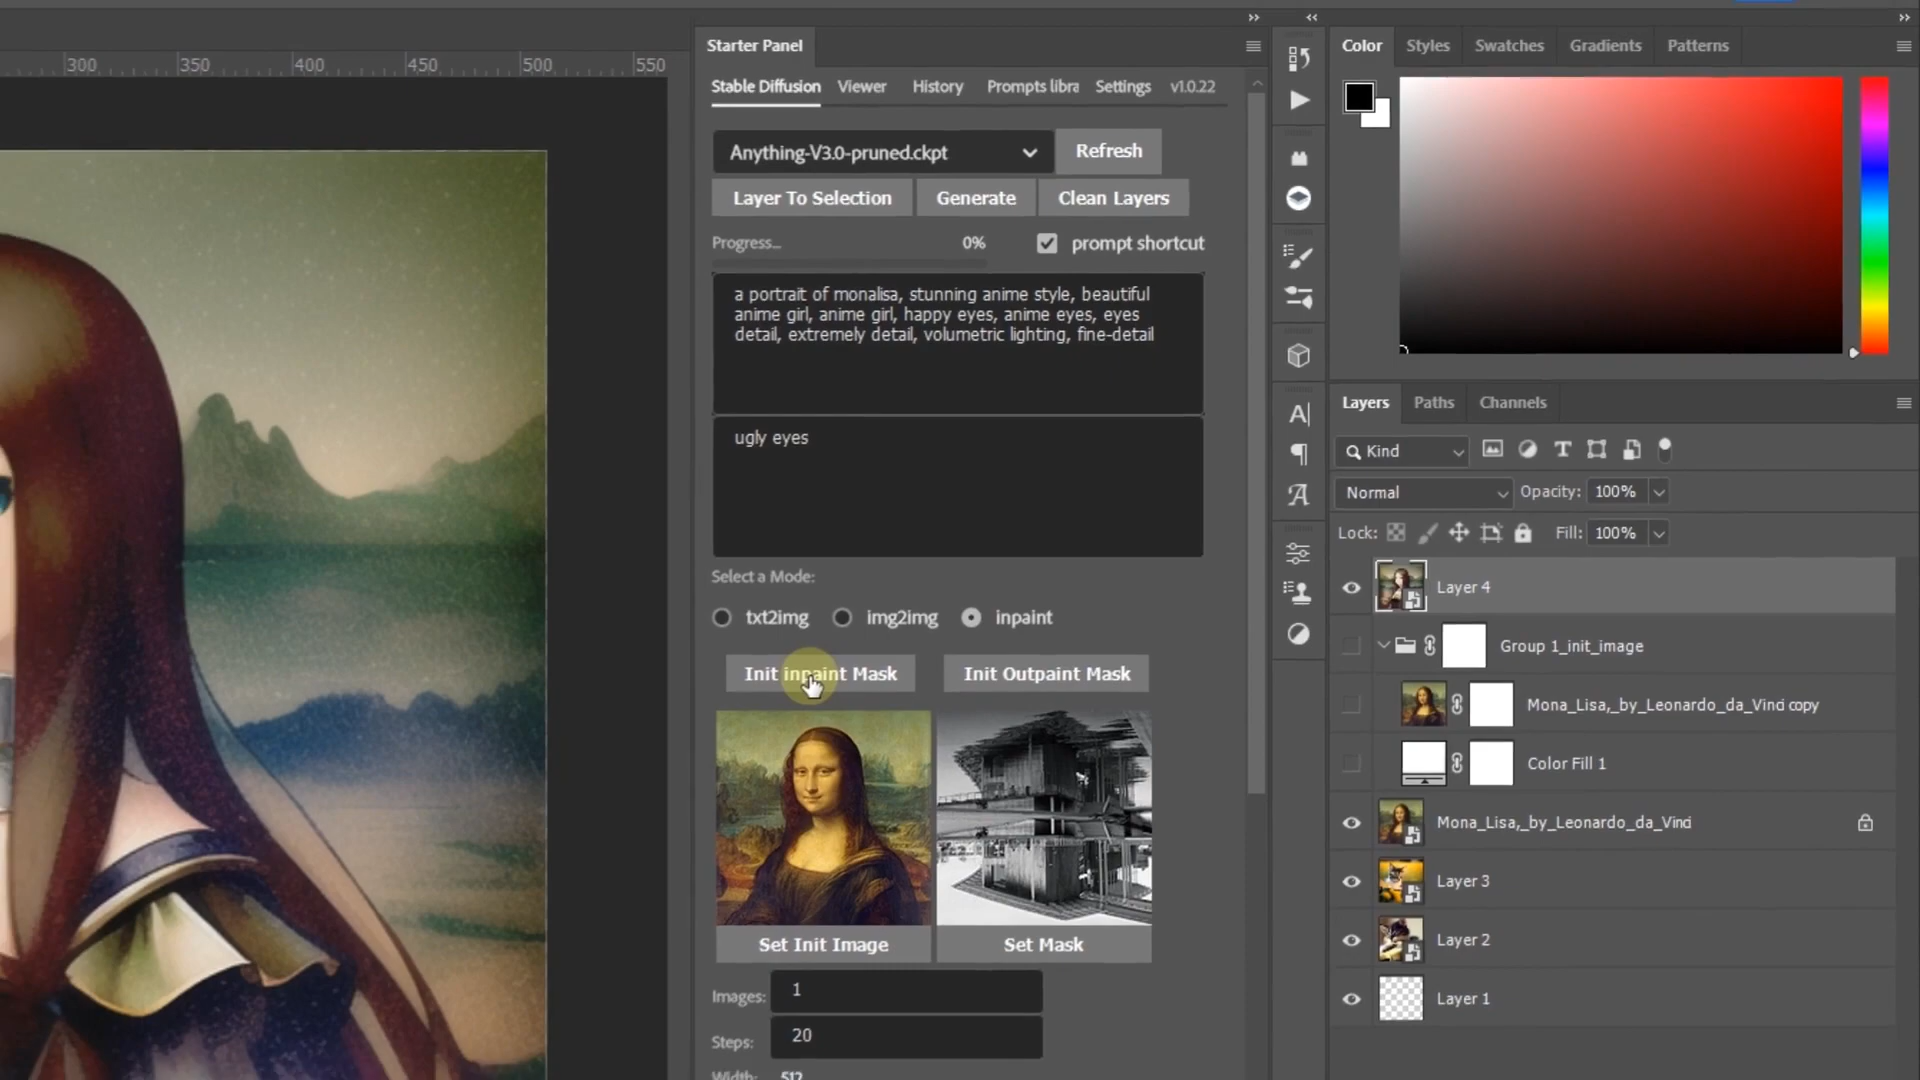 300 350 400 450 500 550
Starter Panel
Stable Diffusion Viewer History Prompts libra Settings v1.0.22
Anything-V3.0-pruned.ckpt Refresh
Layer To Selection Generate Clean Layers
Progress... 0% prompt shortcut
a portrait of monalisa, stunning anime style, beautiful
anime girl, anime girl, happy eyes, anime eyes, eyes
detail, extremely detail, volumetric lighting, fine-detail
ugly eyes
Select a Mode:
txt2img img2img inpaint
Init inpaint Mask Init Outpaint Mask
Set Init Image Set Mask
Images: 1
Steps: 20
Width: 512
Color Styles Swatches Gradients Patterns
Layers Paths Channels
Kind
Normal Opacity: 100%
Lock: Fill: 100%
Layer 4
Group 1_init_image
Mona_Lisa,_by_Leonardo_da_Vinci copy
Color Fill 1
Mona_Lisa,_by_Leonardo_da_Vinci
Layer 3
Layer 2
Layer 1